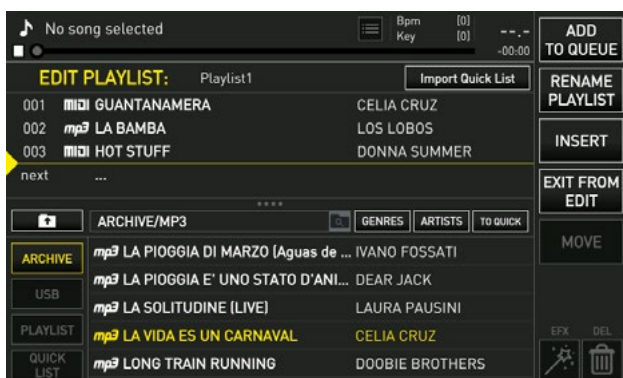 No song selected
Bpm [0]
Key [0]
--.-
-00:00
ADD TO QUEUE
EDIT PLAYLIST: Playlist1
Import Quick List
RENAME PLAYLIST
001 MIDI GUANTANAMERA CELIA CRUZ
002 mp3 LA BAMBA LOS LOBOS
003 MIDI HOT STUFF DONNA SUMMER
INSERT
next ...
EXIT FROM EDIT
ARCHIVE/MP3
GENRES
ARTISTS
TO QUICK
MOVE
ARCHIVE
mp3 LA PIOGGIA DI MARZO (Aguas de ... IVANO FOSSATI
mp3 LA PIOGGIA E' UNO STATO D'ANI... DEAR JACK
USB
mp3 LA SOLITUDINE (LIVE) LAURA PAUSINI
PLAYLIST
mp3 LA VIDA ES UN CARNAVAL CELIA CRUZ
EFX DEL
QUICK LIST
mp3 LONG TRAIN RUNNING DOOBIE BROTHERS